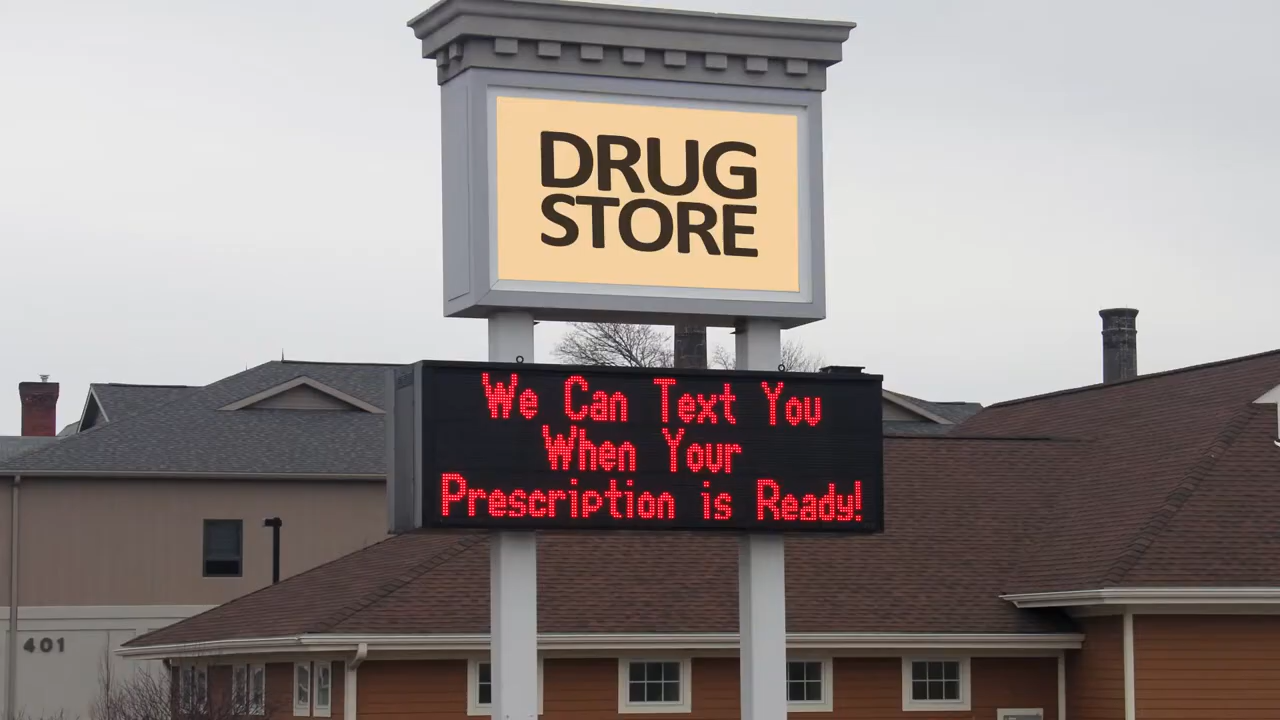 DRUG
STORE
We Can Text You
When Your
Prescription is Ready!
401